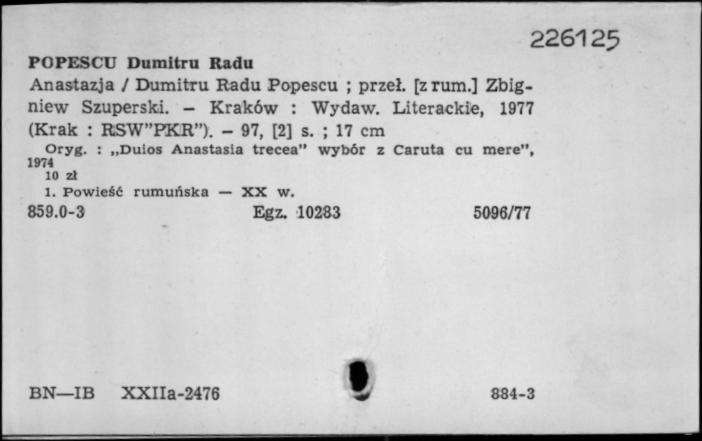 226125
POPESCU Dumitru Radu
Anastazja / Dumitru Radu Popescu ; przeł. [z rum.] Zbig-
niew Szuperski. — Kraków : Wydaw. Literackie, 1977
(Krak : RSW”PKR”). — 97, [2] s. ; 17 cm
Oryg. : „Duios Anastasia trecea” wybór z Caruta cu mere”,
1974
10 zł
1. Powieść rumuńska — XX w.
859.0-3 Egz. 10283 5096/77
BN—IB XXIIa-2476 884-3